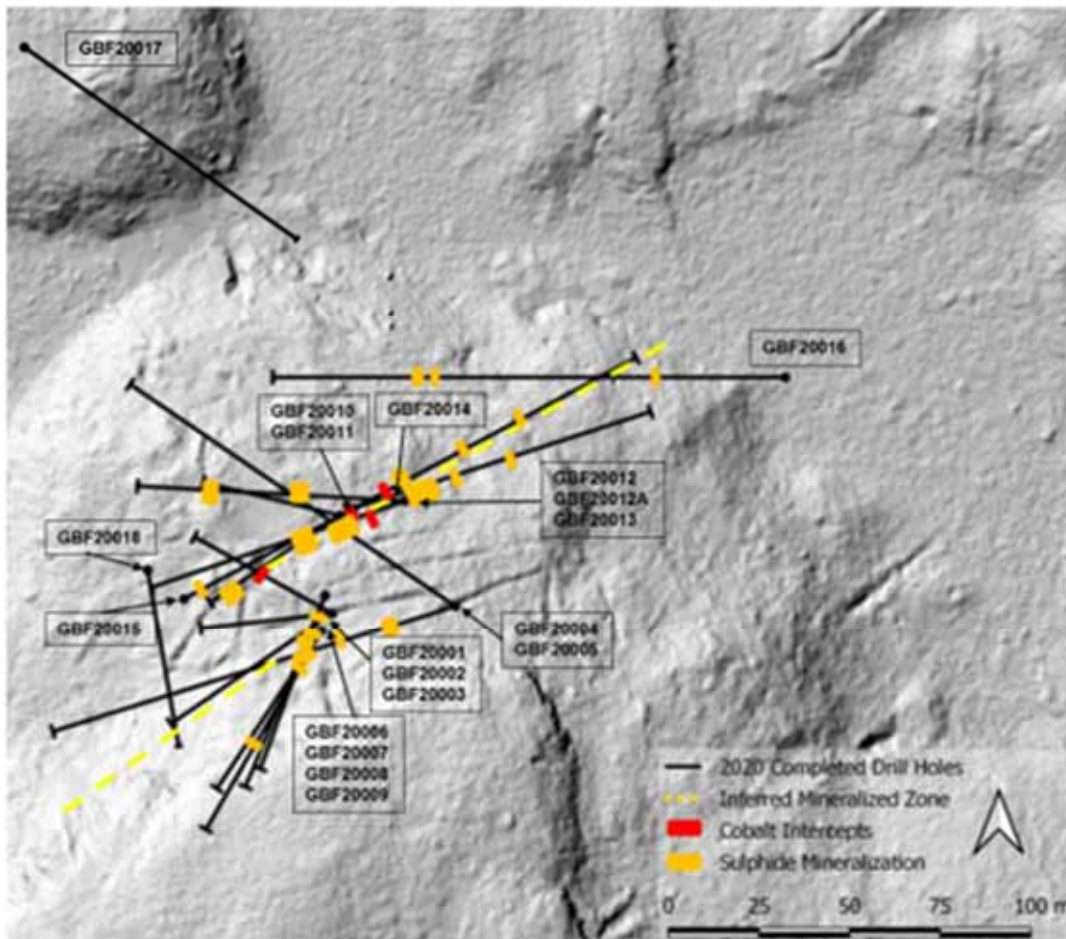 GBF20017
GBF20016
GBF20010
GBF20011
GBF20014
GBF20012
GBF20012A
GBF20013
GBF20018
GBF20015
GBF20004
GBF20005
GBF20001
GBF20002
GBF20003
GBF20006
GBF20007
GBF20008
GBF20009
2020 Completed Drill Holes
Inferred Mineralized Zone
Cobalt Intercepts
Sulphide Mineralization
0 25 50 75 100 m